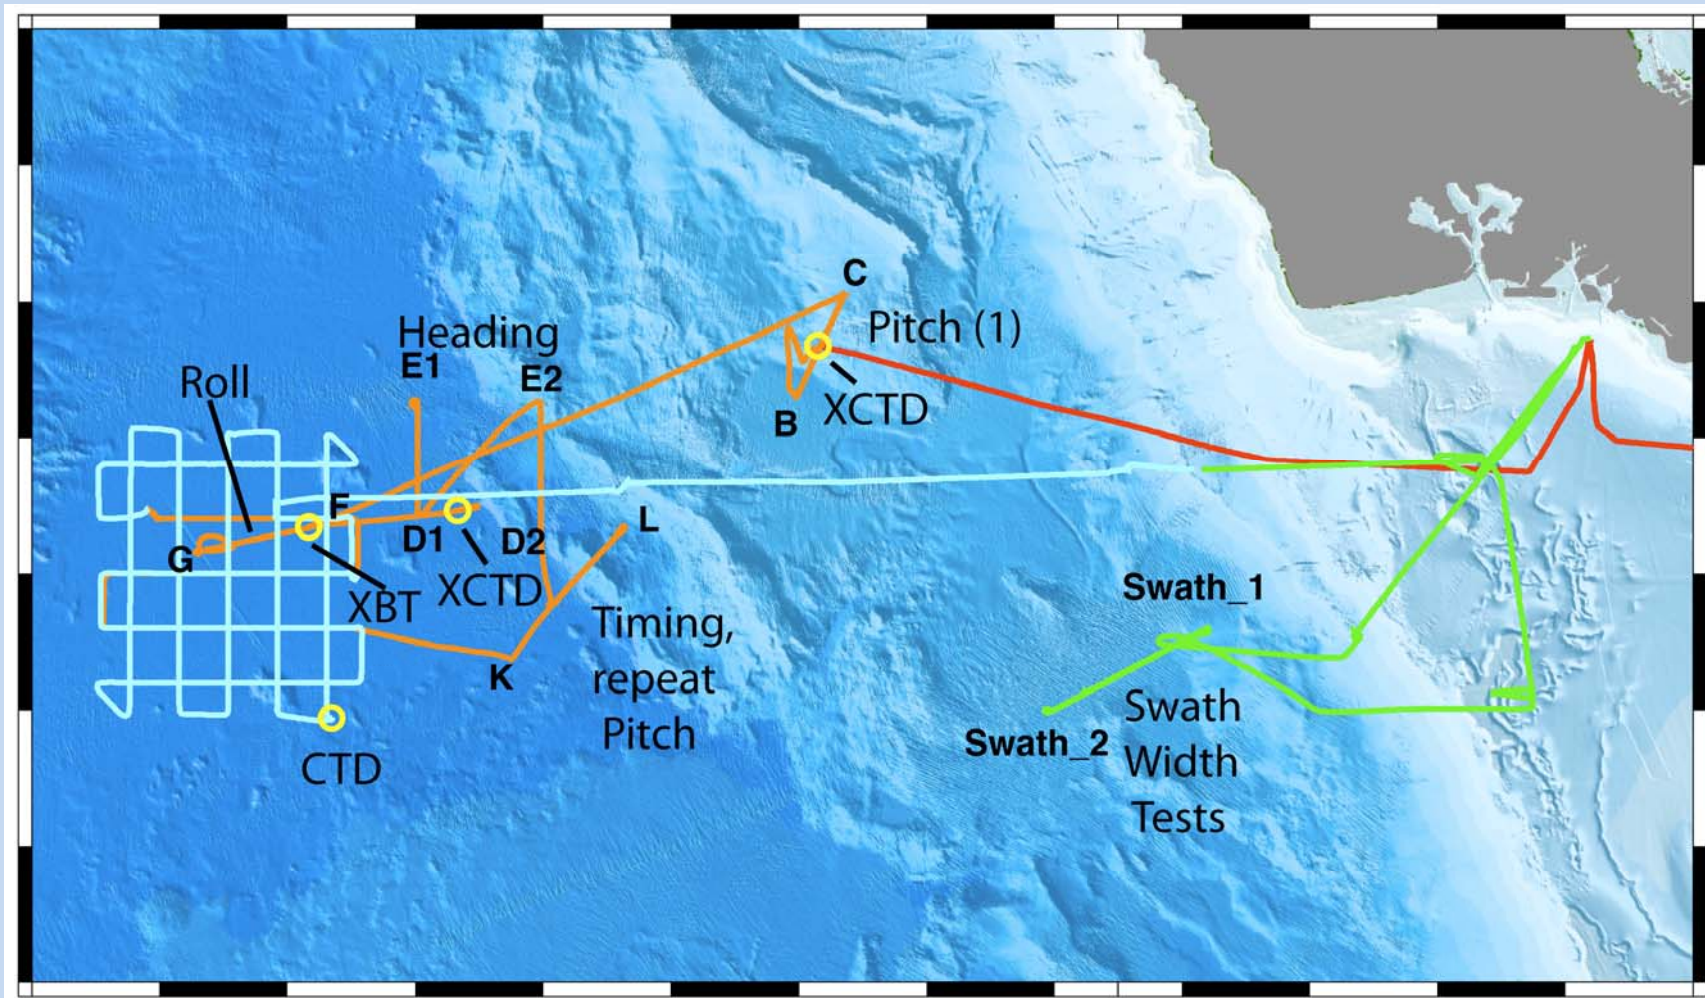 C
Pitch (1)
Heading
E1
E2
Roll
B
XCTD
F
L
D1
D2
G
XCTD
XBT
Timing,
repeat
Pitch
K
Swath_1
Swath_2
Swath
Width
Tests
CTD